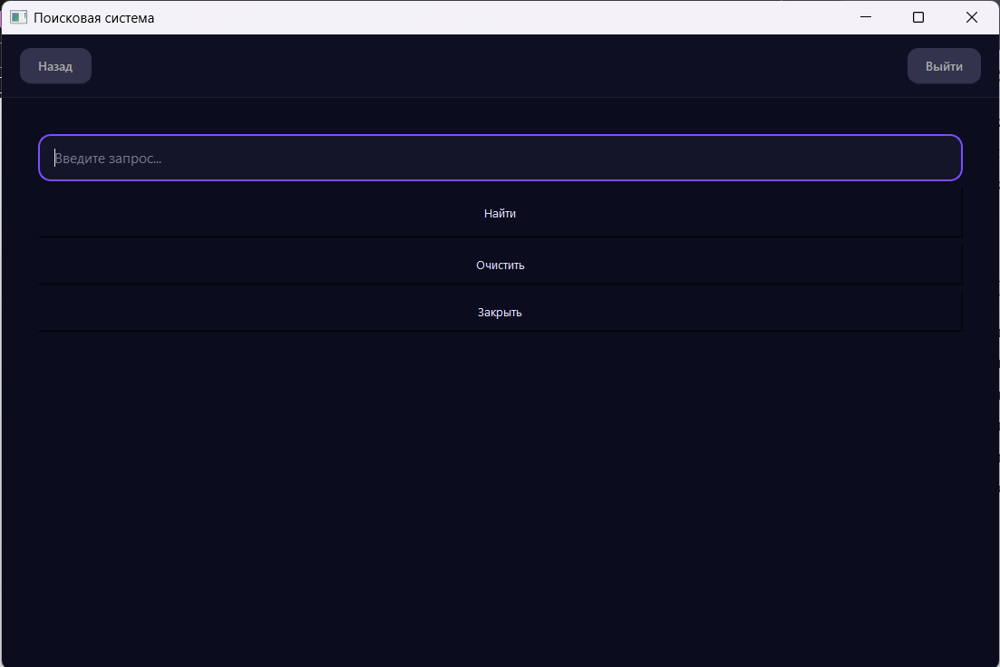 Поисковая система
Назад
Выйти
Введите запрос...
Найти
Очистить
Закрыть